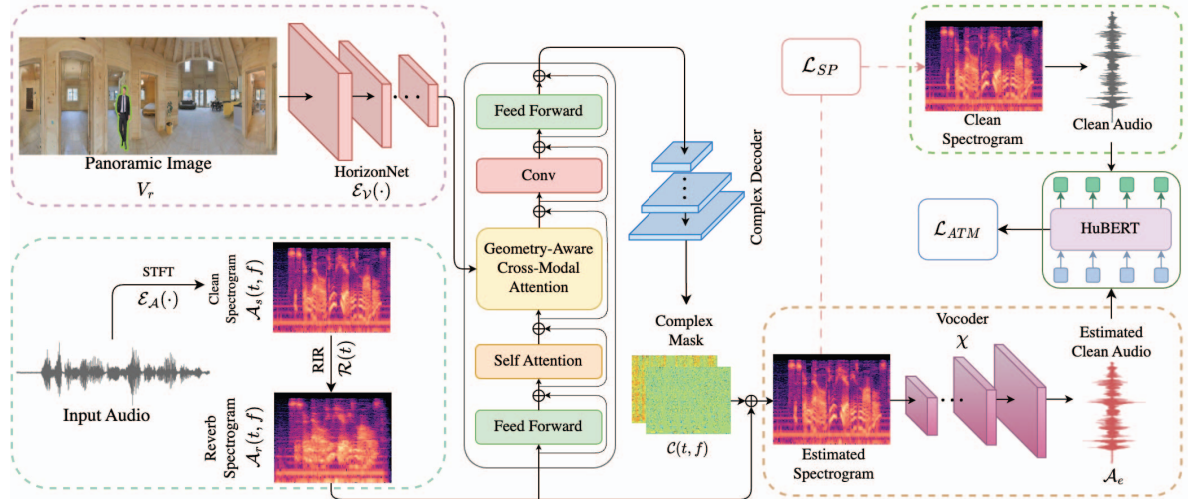 Panoramic Image
V_r
HorizonNet
ℰ_𝒱(·)
STFT
ℰ_𝒜(·)
Clean
Spectrogram
𝒜_s(t, f)
RIR
ℛ(t)
Input Audio
Reverb
Spectrogram
𝒜_r(t, f)
Feed Forward
Conv
Geometry-Aware
Cross-Modal
Attention
Self Attention
Feed Forward
Complex Decoder
Complex
Mask
𝒞(t, f)
ℒ_SP
Clean
Spectrogram
Clean Audio
ℒ_ATM
HuBERT
Estimated
Spectrogram
Vocoder
χ
Estimated
Clean Audio
𝒜_e